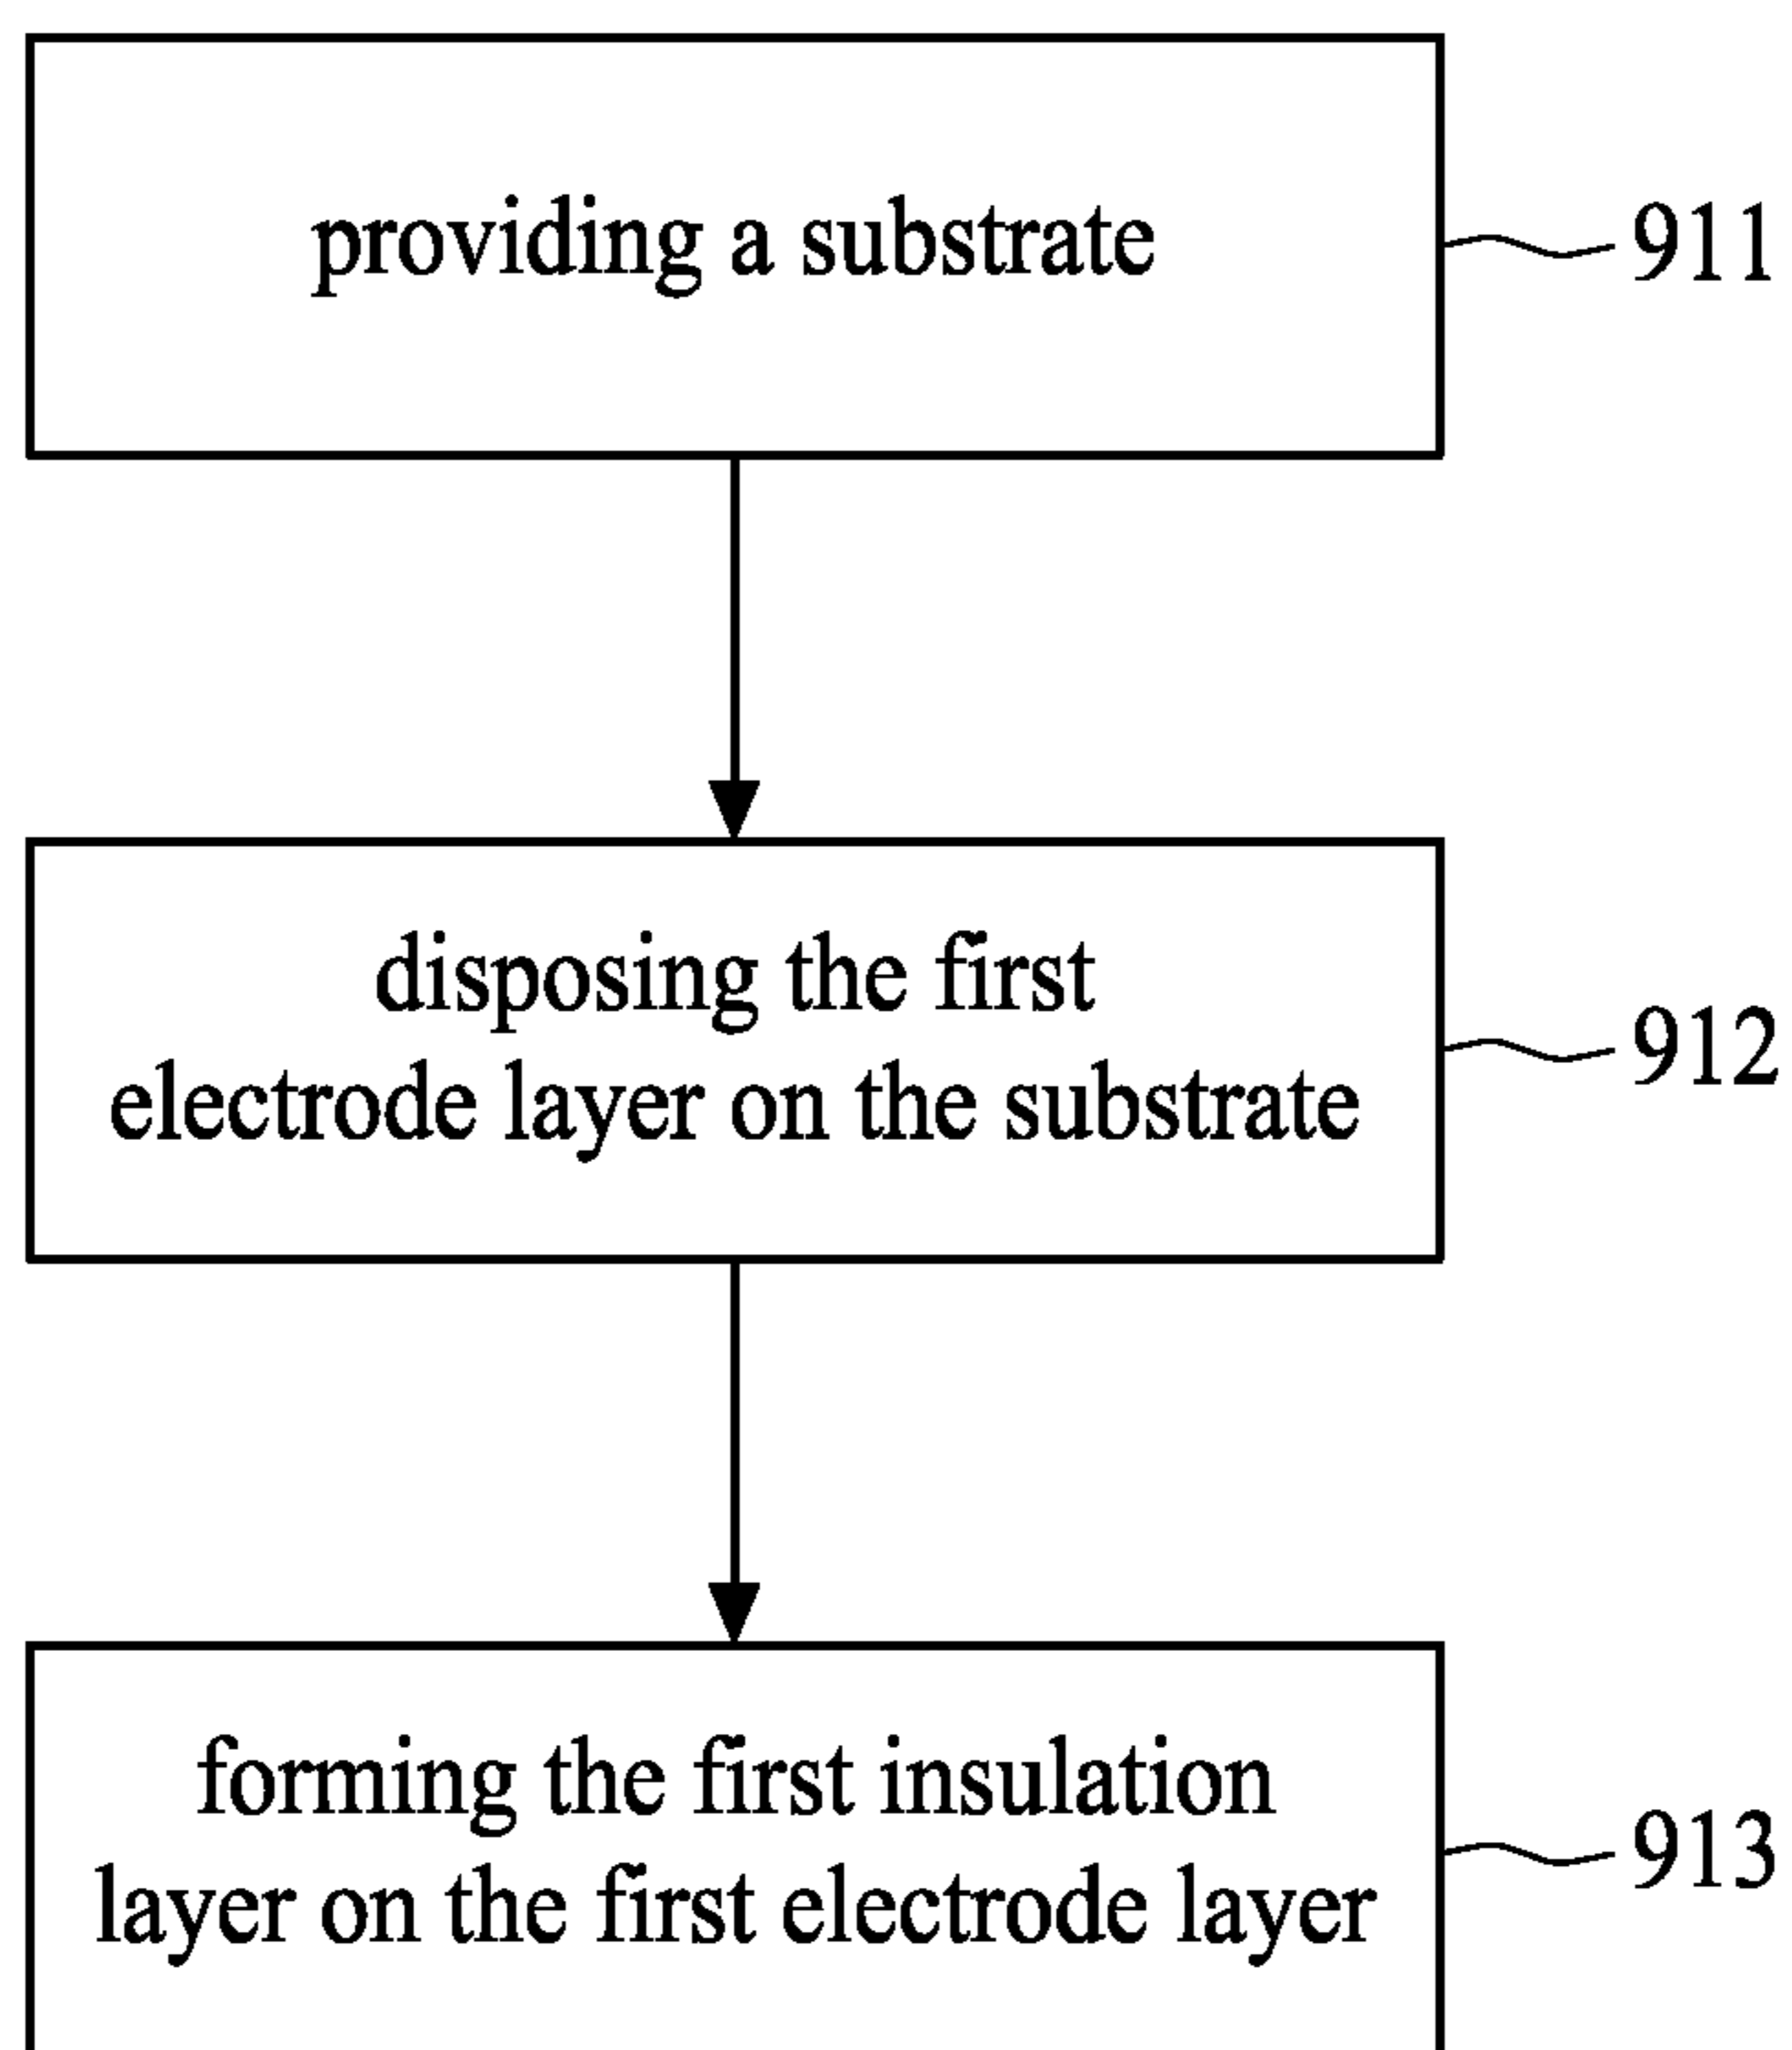 providing a substrate
911
disposing the first
electrode layer on the substrate
912
forming the first insulation
layer on the first electrode layer
913